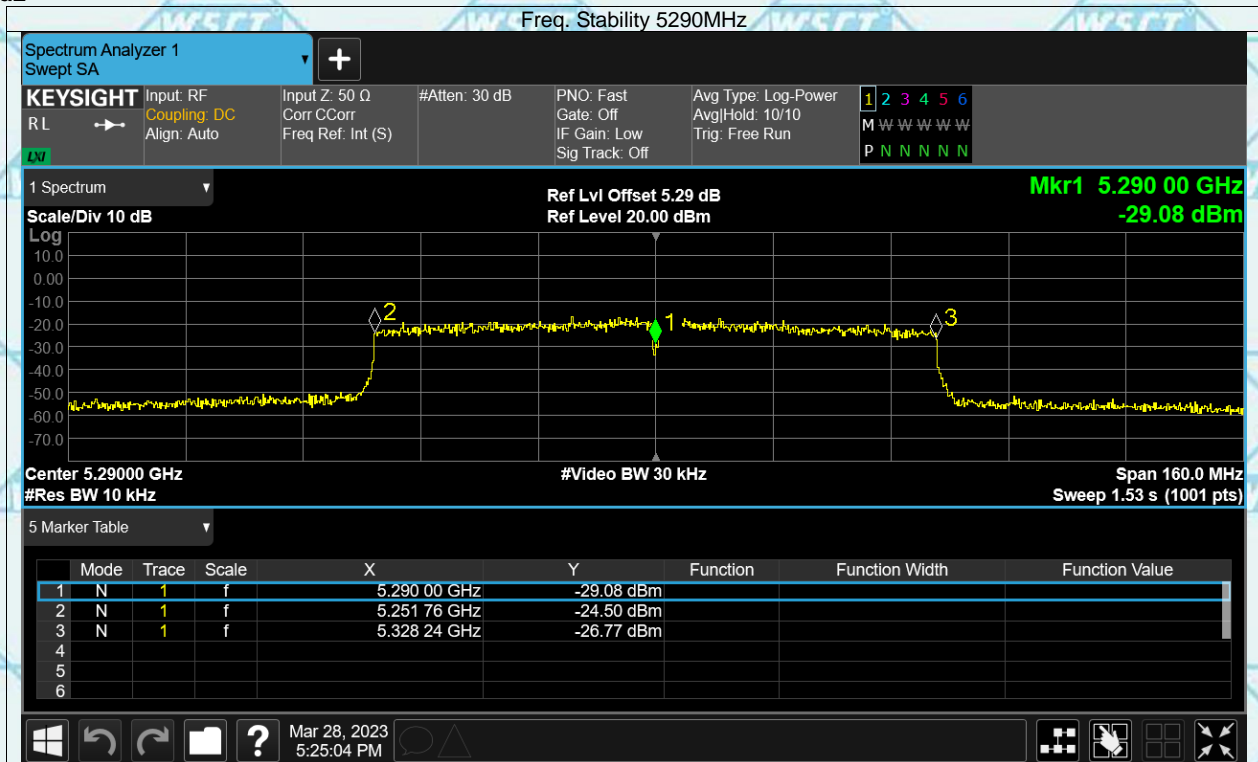 Freq. Stability 5290MHz
Spectrum Analyzer 1
Swept SA
+
KEYSIGHT Input: RF Input Z: 50 Ω #Atten: 30 dB PNO: Fast Avg Type: Log-Power 1 2 3 4 5 6
RL Coupling: DC Corr CCorr Gate: Off Avg|Hold: 10/10 M W W W W W
Align: Auto Freq Ref: Int (S) IF Gain: Low Trig: Free Run
LXI Sig Track: Off P N N N N N
1 Spectrum Ref Lvl Offset 5.29 dB Mkr1 5.290 00 GHz
Scale/Div 10 dB Ref Level 20.00 dBm -29.08 dBm
Log
10.0
0.00
-10.0
2 1 3
-20.0
-30.0
-40.0
-50.0
-60.0
-70.0
Center 5.29000 GHz #Video BW 30 kHz Span 160.0 MHz
#Res BW 10 kHz Sweep 1.53 s (1001 pts)
5 Marker Table
Mode Trace Scale X Y Function Function Width Function Value
1 N 1 f 5.290 00 GHz -29.08 dBm
2 N 1 f 5.251 76 GHz -24.50 dBm
3 N 1 f 5.328 24 GHz -26.77 dBm
4
5
6
? Mar 28, 2023
5:25:04 PM